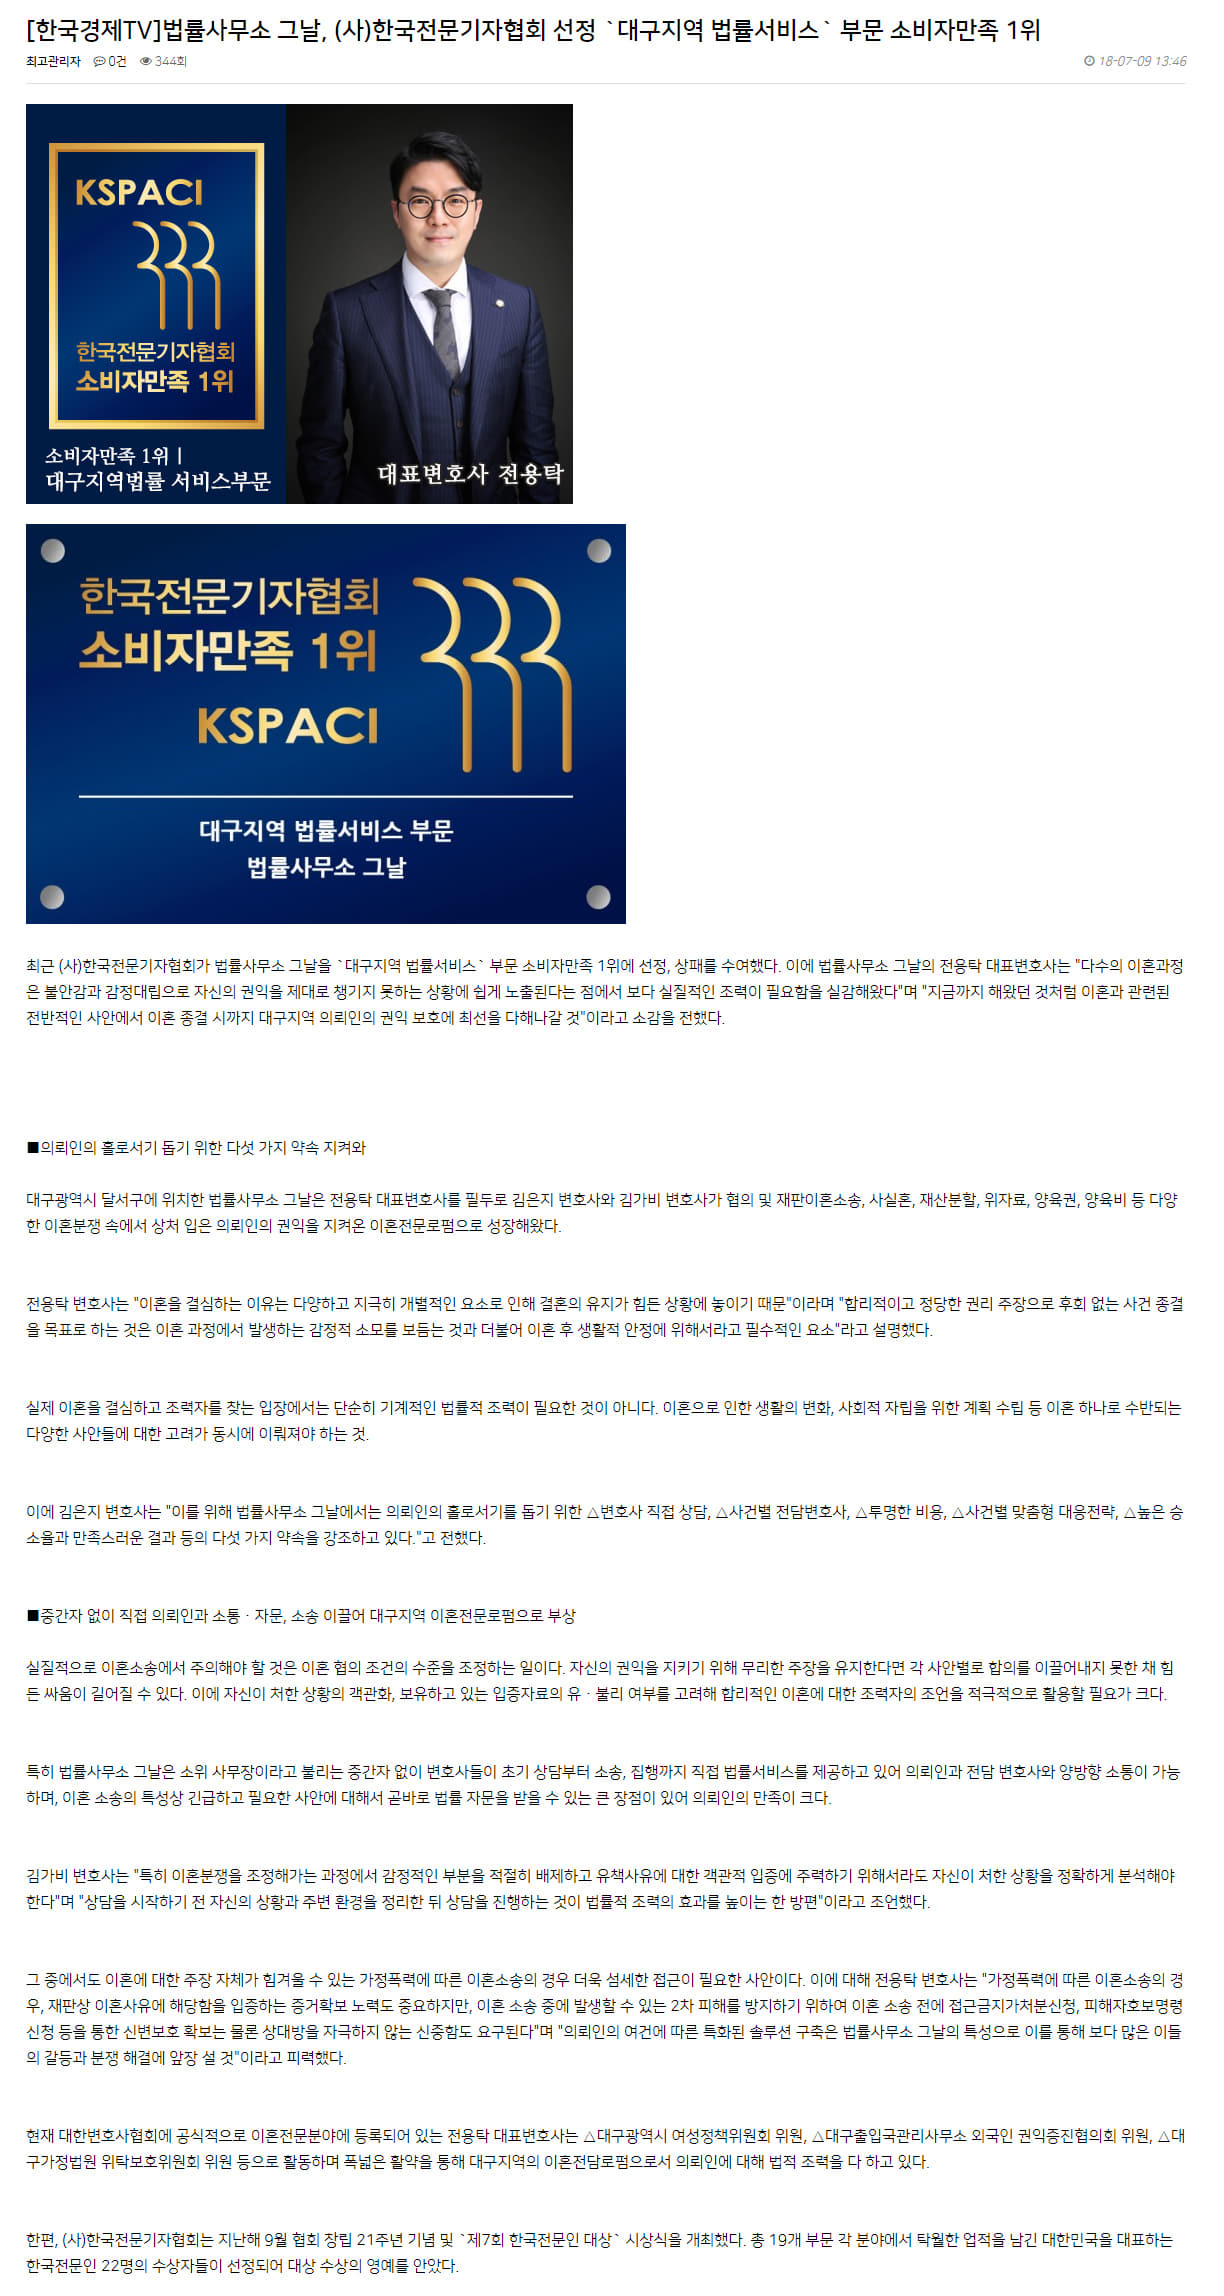 [한국경제TV]법률사무소 그날, (사)한국전문기자협회 선정 `대구지역 법률서비스` 부문 소비자만족 1위
최고관리자 0건 344회 18-07-09 13:46
KSPACI
한국전문기자협회
소비자만족 1위
소비자만족 1위 |
대구지역법률 서비스부문
대표변호사 전용탁
한국전문기자협회
소비자만족 1위
KSPACI
대구지역 법률서비스 부문
법률사무소 그날
최근 (사)한국전문기자협회가 법률사무소 그날을 `대구지역 법률서비스` 부문 소비자만족 1위에 선정, 상패를 수여했다. 이에 법률사무소 그날의 전용탁 대표변호사는 "다수의 이혼과정
은 불안감과 감정대립으로 자신의 권익을 제대로 챙기지 못하는 상황에 쉽게 노출된다는 점에서 보다 실질적인 조력이 필요함을 실감해왔다"며 "지금까지 해왔던 것처럼 이혼과 관련된
전반적인 사안에서 이혼 종결 시까지 대구지역 의뢰인의 권익 보호에 최선을 다해나갈 것"이라고 소감을 전했다.
■의뢰인의 홀로서기 돕기 위한 다섯 가지 약속 지켜와
대구광역시 달서구에 위치한 법률사무소 그날은 전용탁 대표변호사를 필두로 김은지 변호사와 김가비 변호사가 협의 및 재판이혼소송, 사실혼, 재산분할, 위자료, 양육권, 양육비 등 다양
한 이혼분쟁 속에서 상처 입은 의뢰인의 권익을 지켜온 이혼전문로펌으로 성장해왔다.
전용탁 변호사는 "이혼을 결심하는 이유는 다양하고 지극히 개별적인 요소로 인해 결혼의 유지가 힘든 상황에 놓이기 때문"이라며 "합리적이고 정당한 권리 주장으로 후회 없는 사건 종결
을 목표로 하는 것은 이혼 과정에서 발생하는 감정적 소모를 보듬는 것과 더불어 이혼 후 생활적 안정에 위해서라고 필수적인 요소"라고 설명했다.
실제 이혼을 결심하고 조력자를 찾는 입장에서는 단순히 기계적인 법률적 조력이 필요한 것이 아니다. 이혼으로 인한 생활의 변화, 사회적 자립을 위한 계획 수립 등 이혼 하나로 수반되는
다양한 사안들에 대한 고려가 동시에 이뤄져야 하는 것.
이에 김은지 변호사는 "이를 위해 법률사무소 그날에서는 의뢰인의 홀로서기를 돕기 위한 △변호사 직접 상담, △사건별 전담변호사, △투명한 비용, △사건별 맞춤형 대응전략, △높은 승
소율과 만족스러운 결과 등의 다섯 가지 약속을 강조하고 있다."고 전했다.
■중간자 없이 직접 의뢰인과 소통ㆍ자문, 소송 이끌어 대구지역 이혼전문로펌으로 부상
실질적으로 이혼소송에서 주의해야 할 것은 이혼 협의 조건의 수준을 조정하는 일이다. 자신의 권익을 지키기 위해 무리한 주장을 유지한다면 각 사안별로 합의를 이끌어내지 못한 채 힘
든 싸움이 길어질 수 있다. 이에 자신이 처한 상황의 객관화, 보유하고 있는 입증자료의 유ㆍ불리 여부를 고려해 합리적인 이혼에 대한 조력자의 조언을 적극적으로 활용할 필요가 크다.
특히 법률사무소 그날은 소위 사무장이라고 불리는 중간자 없이 변호사들이 초기 상담부터 소송, 집행까지 직접 법률서비스를 제공하고 있어 의뢰인과 전담 변호사와 양방향 소통이 가능
하며, 이혼 소송의 특성상 긴급하고 필요한 사안에 대해서 곧바로 법률 자문을 받을 수 있는 큰 장점이 있어 의뢰인의 만족이 크다.
김가비 변호사는 "특히 이혼분쟁을 조정해가는 과정에서 감정적인 부분을 적절히 배제하고 유책사유에 대한 객관적 입증에 주력하기 위해서라도 자신이 처한 상황을 정확하게 분석해야
한다"며 "상담을 시작하기 전 자신의 상황과 주변 환경을 정리한 뒤 상담을 진행하는 것이 법률적 조력의 효과를 높이는 한 방편"이라고 조언했다.
그 중에서도 이혼에 대한 주장 자체가 힘겨울 수 있는 가정폭력에 따른 이혼소송의 경우 더욱 섬세한 접근이 필요한 사안이다. 이에 대해 전용탁 변호사는 "가정폭력에 따른 이혼소송의 경
우, 재판상 이혼사유에 해당함을 입증하는 증거확보 노력도 중요하지만, 이혼 소송 중에 발생할 수 있는 2차 피해를 방지하기 위하여 이혼 소송 전에 접근금지가처분신청, 피해자호보명령
신청 등을 통한 신변보호 확보는 물론 상대방을 자극하지 않는 신중함도 요구된다"며 "의뢰인의 여건에 따른 특화된 솔루션 구축은 법률사무소 그날의 특성으로 이를 통해 보다 많은 이들
의 갈등과 분쟁 해결에 앞장 설 것"이라고 피력했다.
현재 대한변호사협회에 공식적으로 이혼전문분야에 등록되어 있는 전용탁 대표변호사는 △대구광역시 여성정책위원회 위원, △대구출입국관리사무소 외국인 권익증진협의회 위원, △대
구가정법원 위탁보호위원회 위원 등으로 활동하며 폭넓은 활약을 통해 대구지역의 이혼전담로펌으로서 의뢰인에 대해 법적 조력을 다 하고 있다.
한편, (사)한국전문기자협회는 지난해 9월 협회 창립 21주년 기념 및 `제7회 한국전문인 대상` 시상식을 개최했다. 총 19개 부문 각 분야에서 탁월한 업적을 남긴 대한민국을 대표하는
한국전문인 22명의 수상자들이 선정되어 대상 수상의 영예를 안았다.